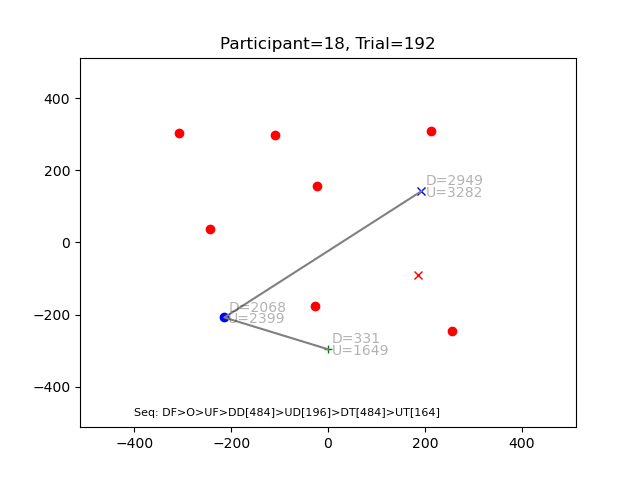 Participant=18, Trial=192
400
200
0
−200
−400
D=2949
U=3282
D=2068
U=2399
D=331
U=1649
Seq: DF>O>UF>DD[484]>UD[196]>DT[484]>UT[164]
−400
−200
0
200
400